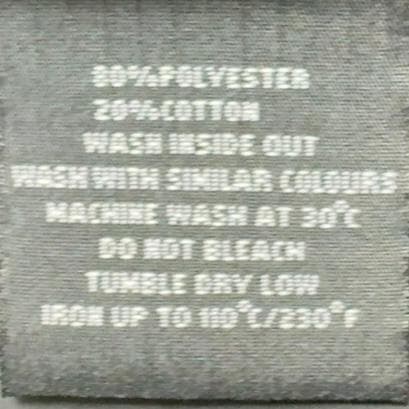 80%POLYESTER
20%COTTON
WASH INSIDE OUT
WASH WITH SIMILAR COLOURS
MACHINE WASH AT 30°C
DO NOT BLEACH
TUMBLE DRY LOW
IRON UP TO 110°C/230°F